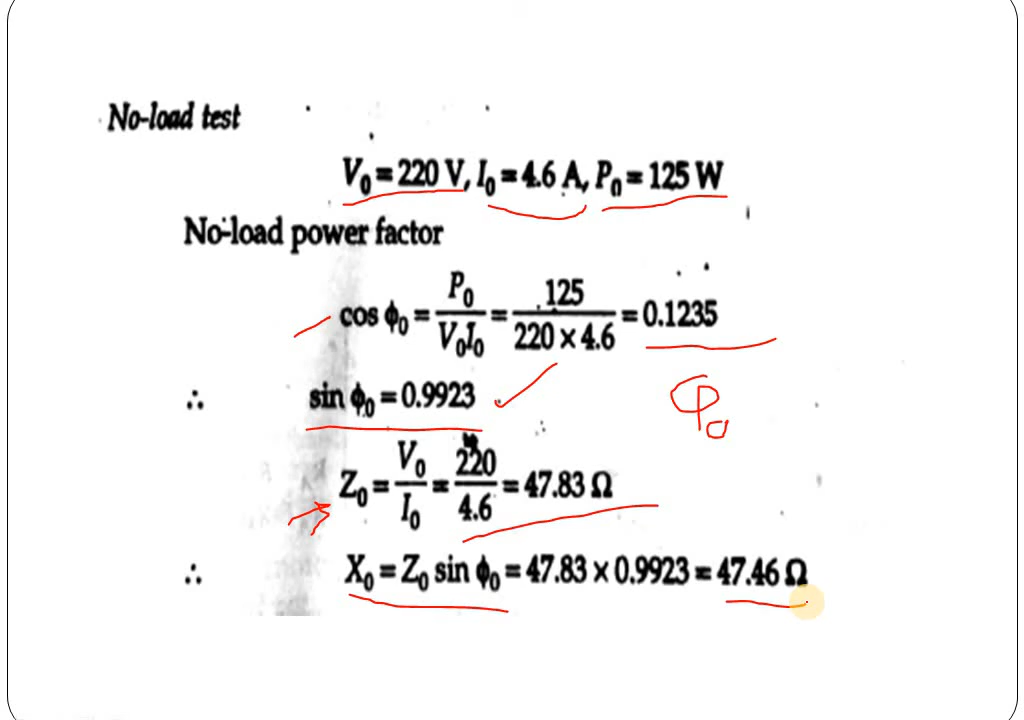 No-load test
V₀ = 220 V, I₀ = 4.6 A, P₀ = 125 W
No-load power factor
cos ϕ₀ = P₀ / V₀I₀ = 125 / 220 × 4.6 = 0.1235
∴ sin ϕ₀ = 0.9923
φ₀
Z₀ = V₀ / I₀ = 220 / 4.6 = 47.83 Ω
∴ X₀ = Z₀ sin ϕ₀ = 47.83 × 0.9923 = 47.46 Ω